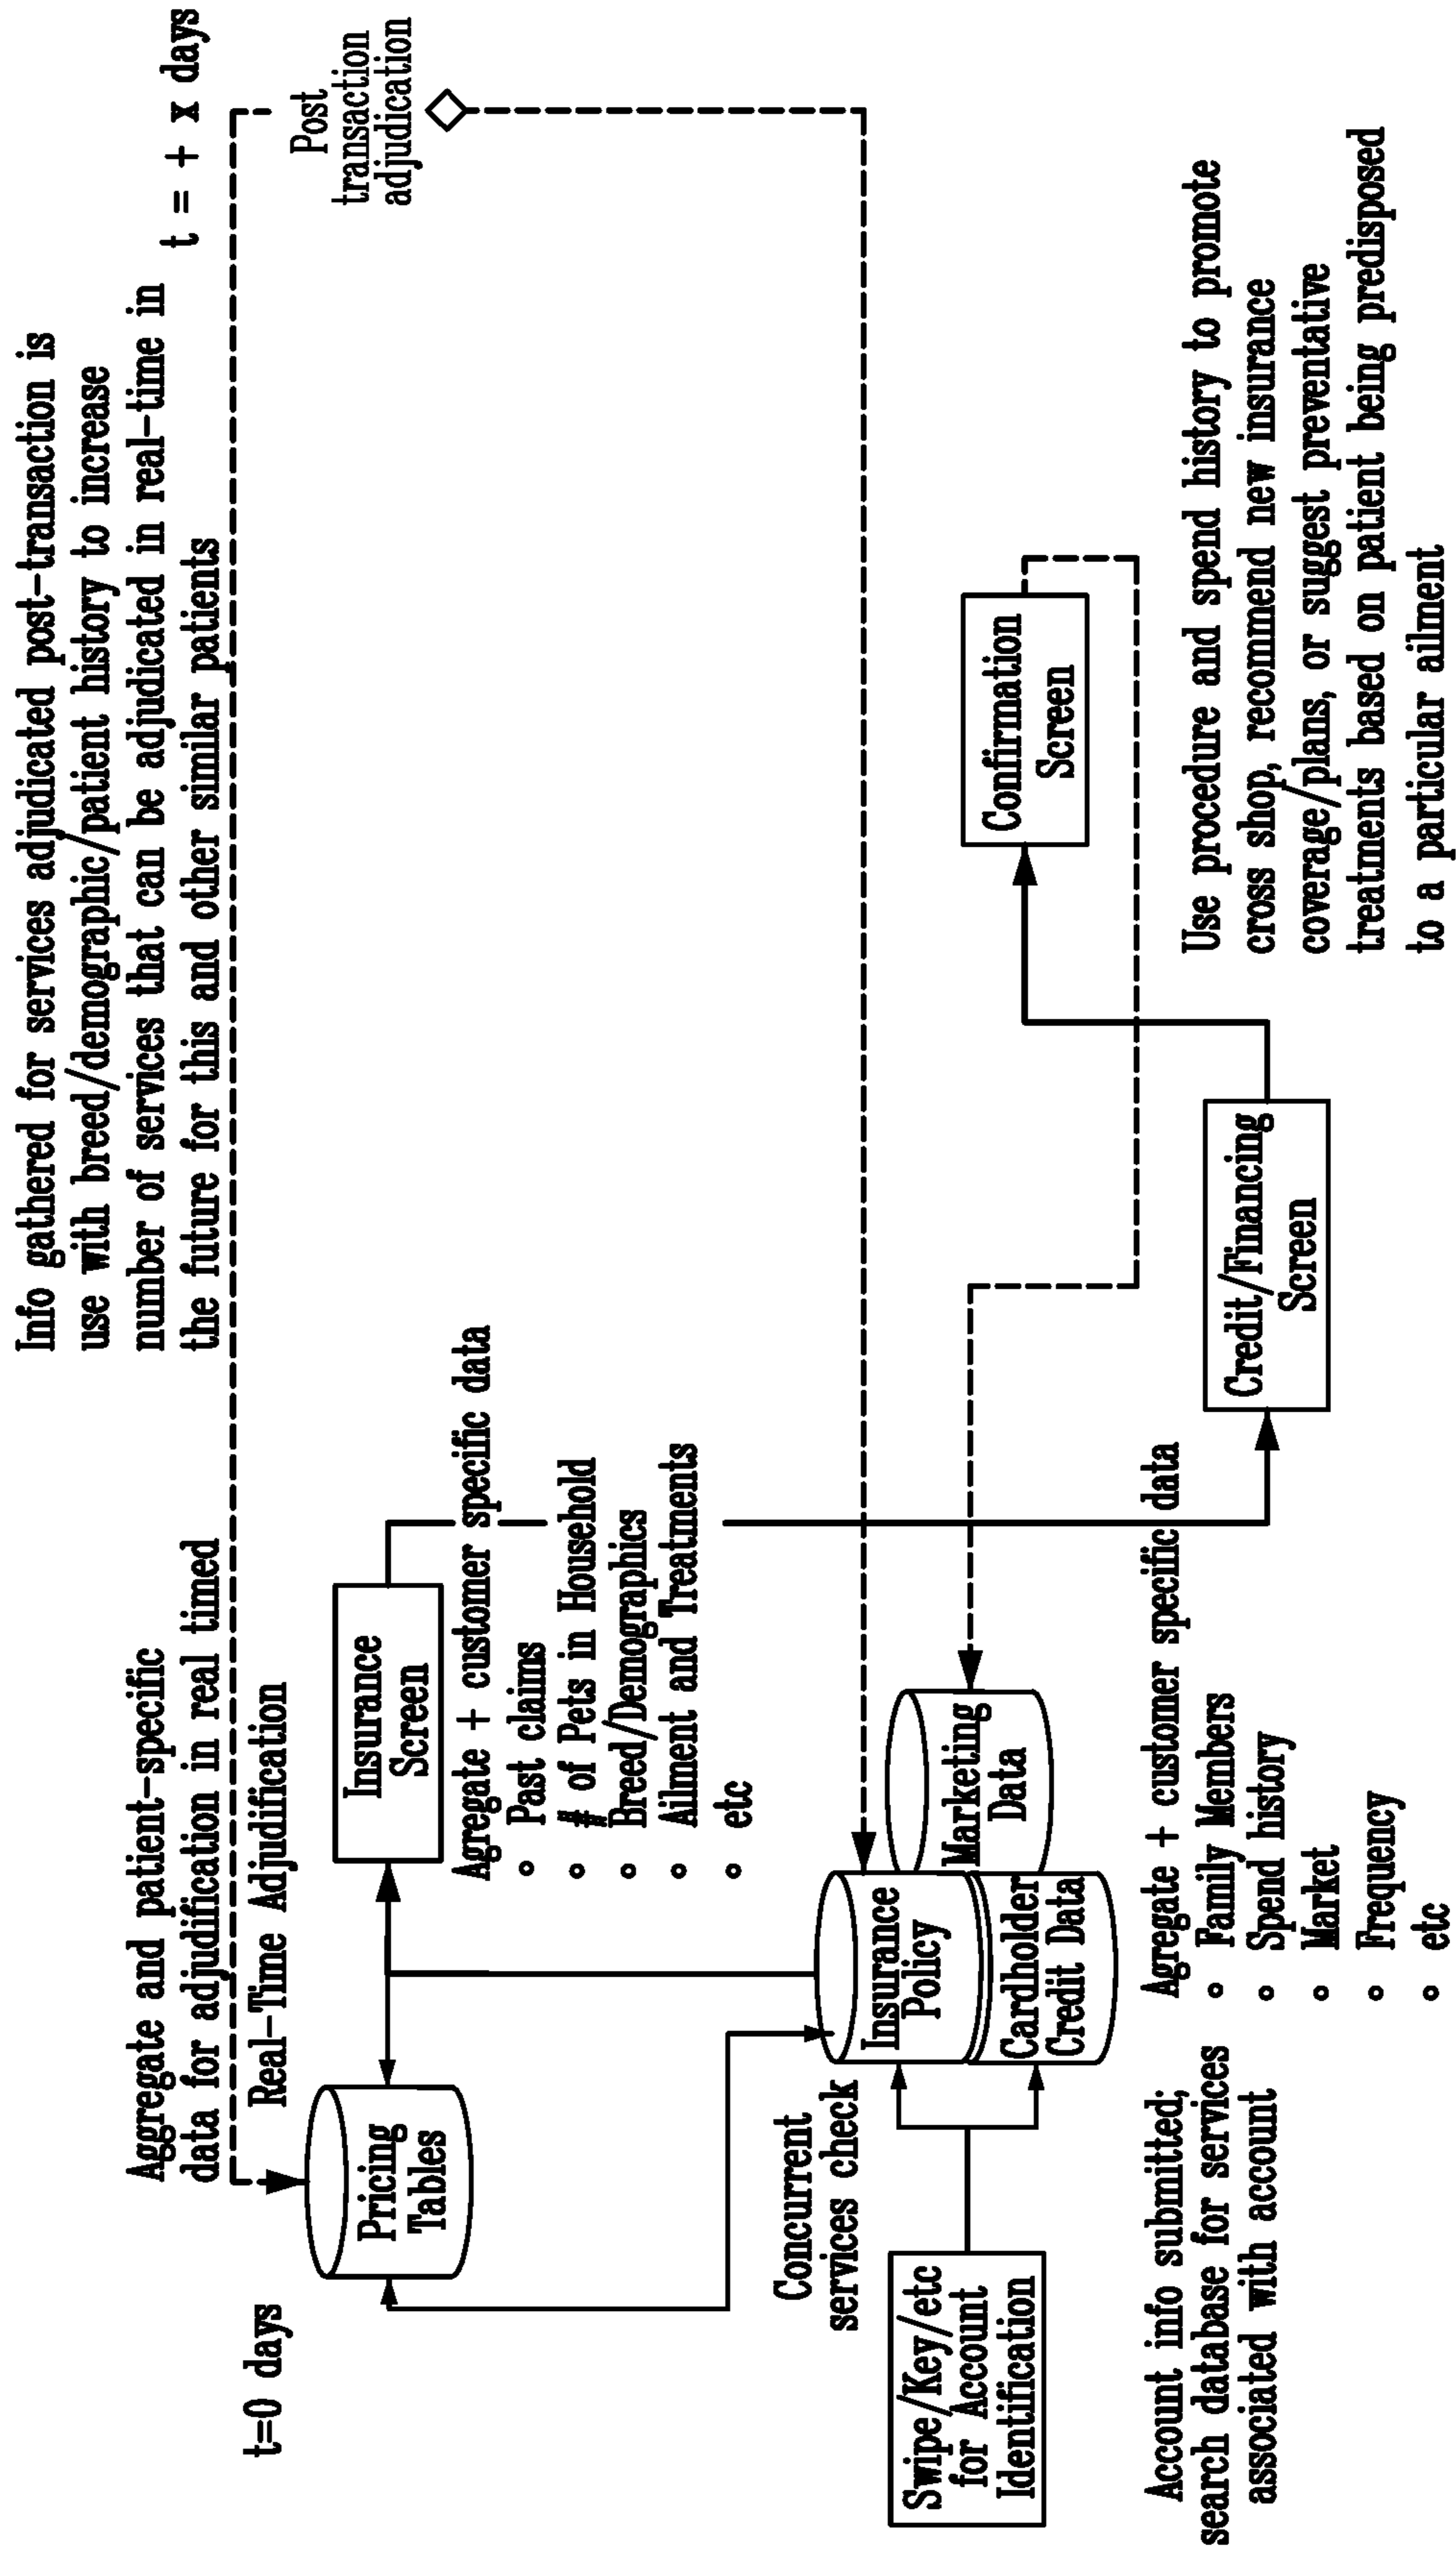 Info gathered for services adjudicated post-transaction is
use with breed/demographic/patient history to increase
number of services that can be adjudicated in real-time in
the future for this and other similar patients
t = + x days
Aggregate and patient-specific
data for adjudification in real timed
Real-Time Adjudification
t=0 days
Post
transaction
adjudication
Pricing
Tables
Insurance
Screen
Agregate + customer specific data
∘ Past claims
∘ # of Pets in Household
∘ Breed/Demographics
∘ Ailment and Treatments
∘ etc
Concurrent
services check
Swipe/Key/etc
for Account
Identification
Insurance
Policy
Cardholder
Credit Data
Marketing
Data
Confirmation
Screen
Credit/Financing
Screen
Account info submitted;
search database for services
associated with account
Agregate + customer specific data
∘ Family Members
∘ Spend history
∘ Market
∘ Frequency
∘ etc
Use procedure and spend history to promote
cross shop, recommend new insurance
coverage/plans, or suggest preventative
treatments based on patient being predisposed
to a particular ailment